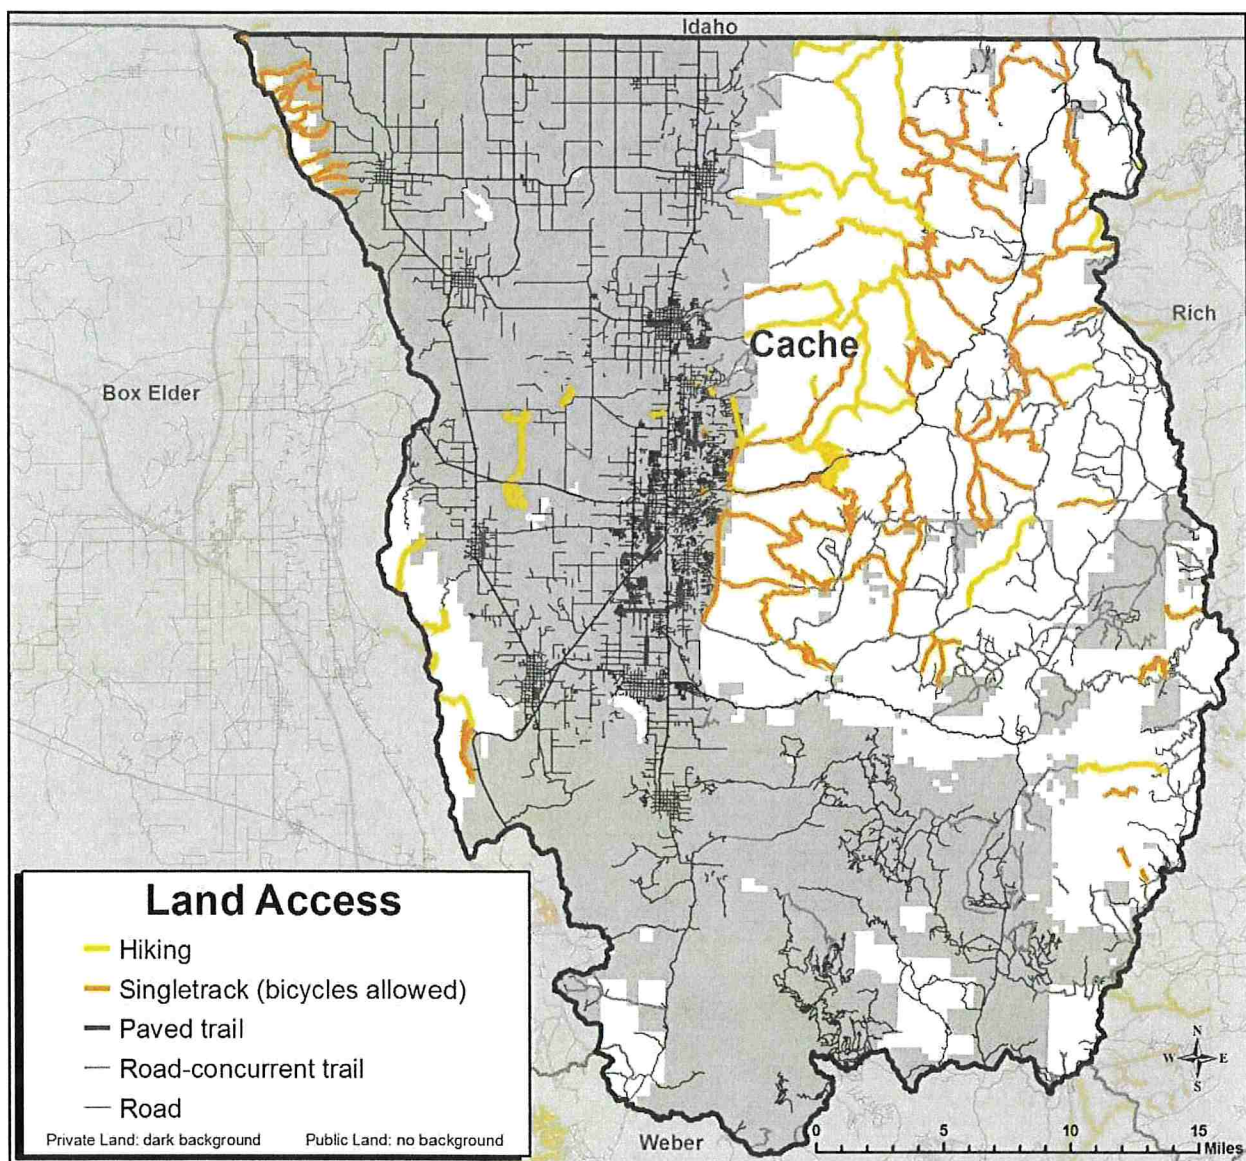 Idaho
Rich
Cache
Box Elder
Land Access
Hiking
Singletrack (bicycles allowed)
Paved trail
Road-concurrent trail
Road
Private Land: dark background Public Land: no background
Weber
N
W E
S
0 5 10 15
Miles